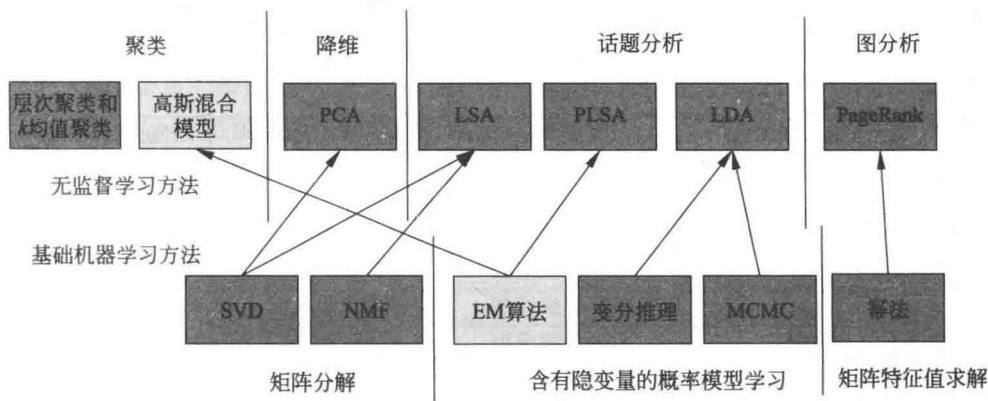 聚类 降维 话题分析 图分析
层次聚类和
k均值聚类
高斯混合
模型
PCA
LSA
PLSA
LDA
PageRank
无监督学习方法
基础机器学习方法
SVD
NMF
EM算法
变分推理
MCMC
幂法
矩阵分解 含有隐变量的概率模型学习 矩阵特征值求解